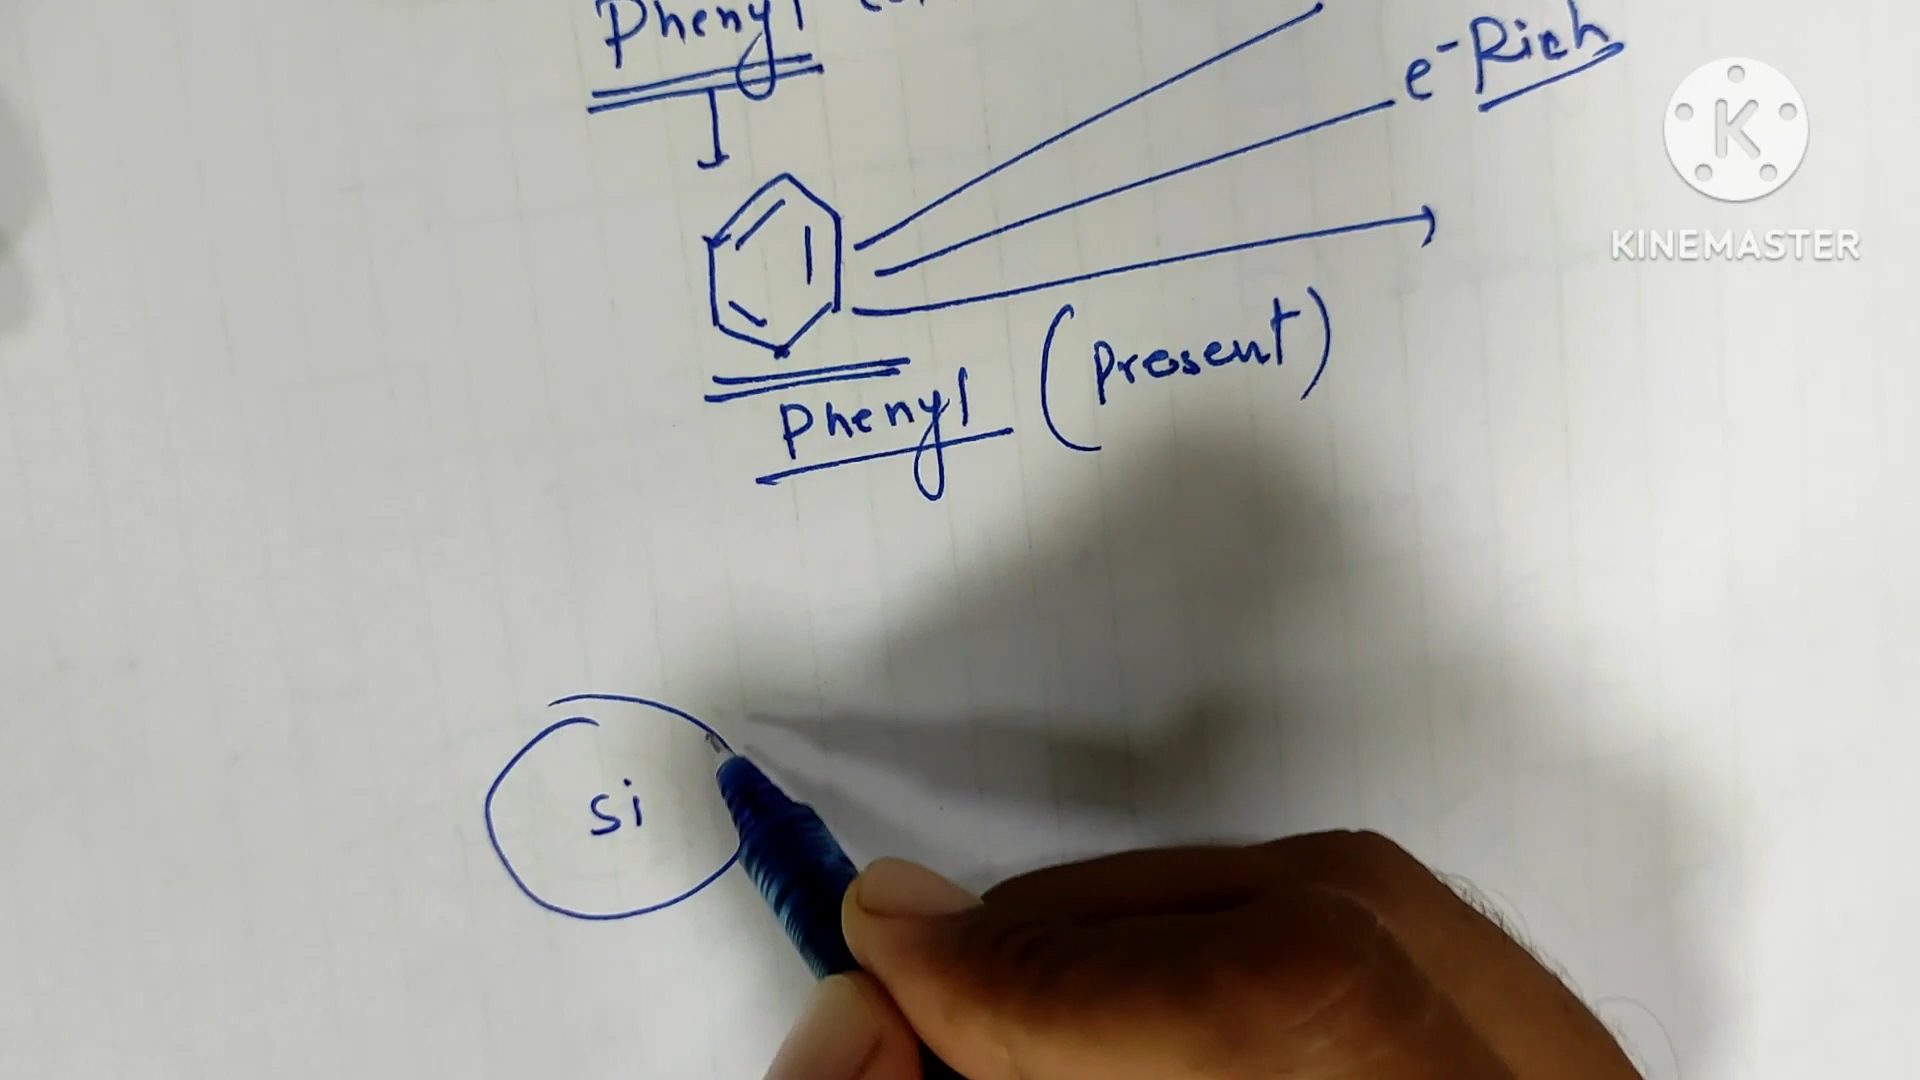 Phenyl
e-Rich
K
KINEMASTER
Phenyl (Present)
Si